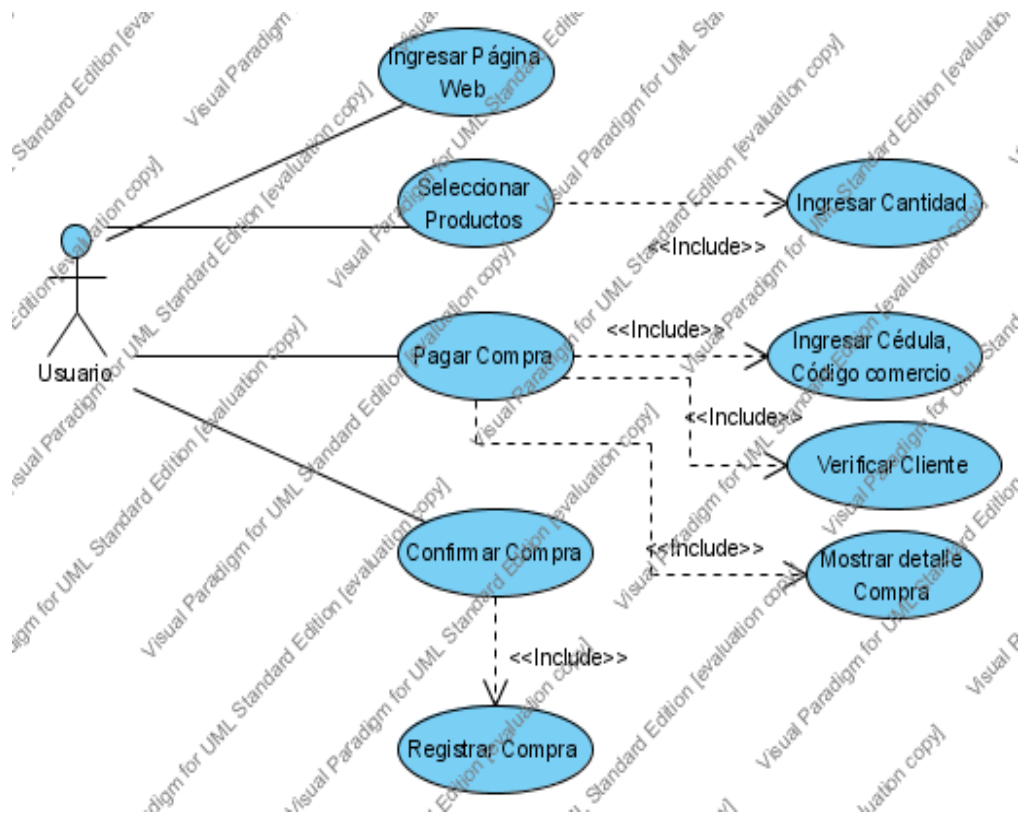 Ingresar Página
Web
Seleccionar
Productos
Ingresar Cantidad
<<Include>>
Usuario
Pagar Compra
<<Include>>
Ingresar Cédula,
Código comercio
<<Include>>
Verificar Cliente
Confirmar Compra
<<Include>>
Mostrar detalle
Compra
<<Include>>
Registrar Compra
Visual Paradigm for UML Standard Edition [evaluation copy]